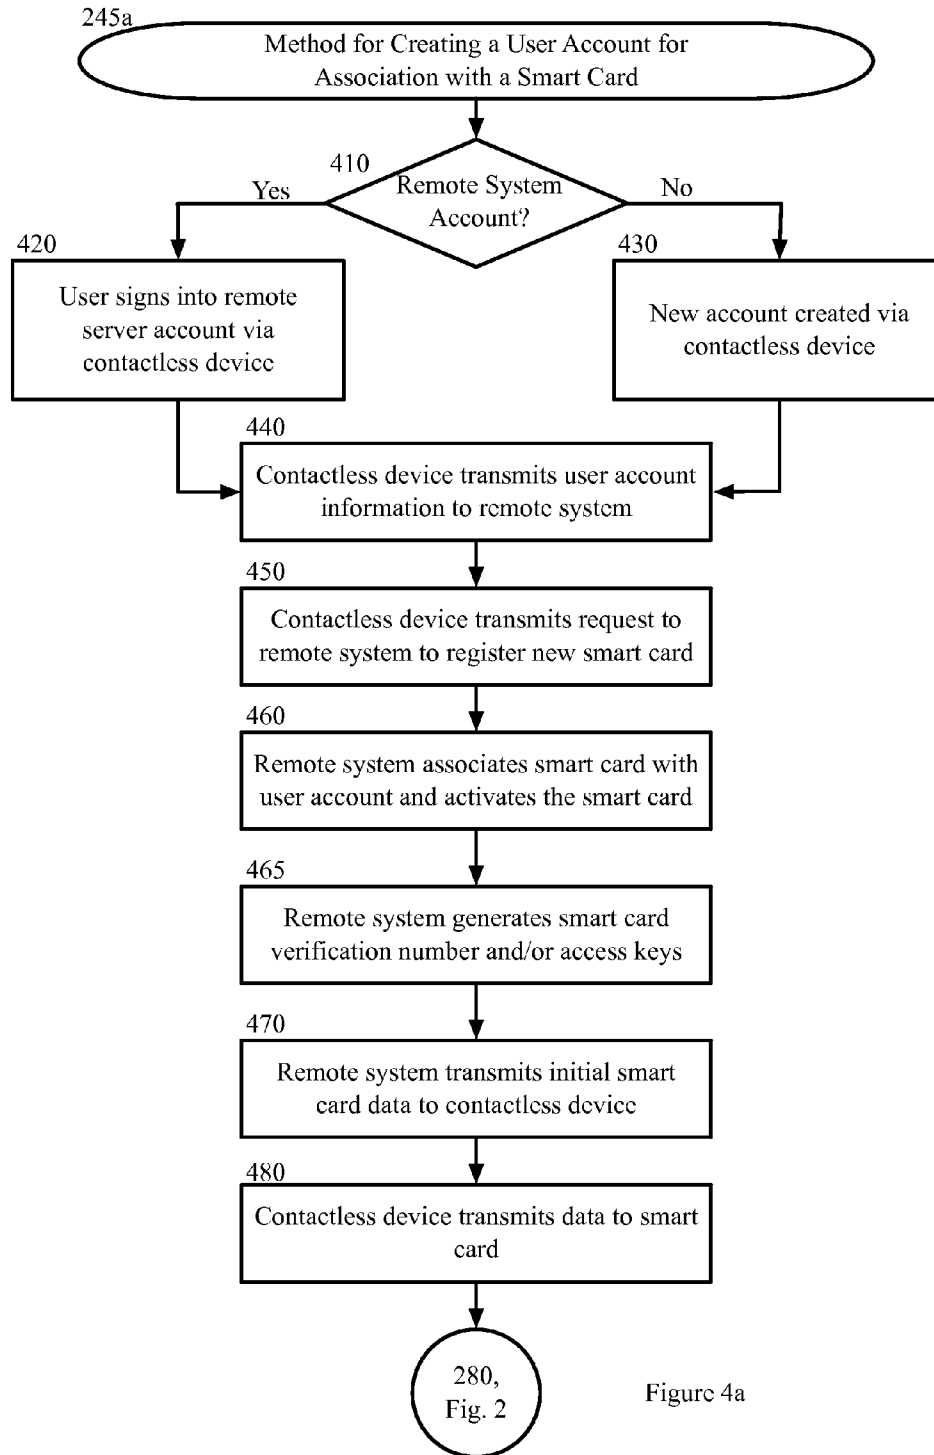 245a
Method for Creating a User Account for
Association with a Smart Card
410
Remote System
Account?
Yes
No
420
User signs into remote
server account via
contactless device
430
New account created via
contactless device
440
Contactless device transmits user account
information to remote system
450
Contactless device transmits request to
remote system to register new smart card
460
Remote system associates smart card with
user account and activates the smart card
465
Remote system generates smart card
verification number and/or access keys
470
Remote system transmits initial smart
card data to contactless device
480
Contactless device transmits data to smart
card
280,
Fig. 2
Figure 4a